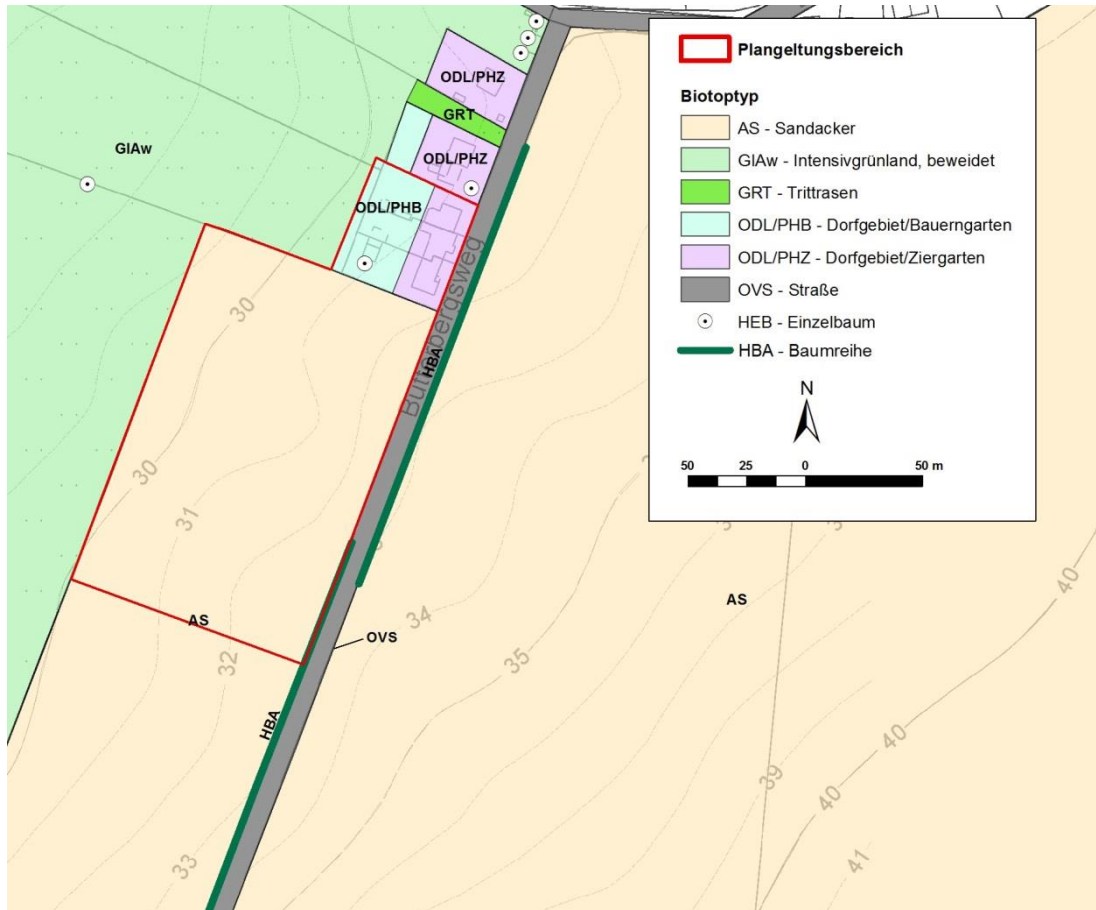 Plangeltungsbereich
Biotoptyp
AS - Sandacker
GIAw - Intensivgrünland, beweidet
GRT - Trittrasen
ODL/PHB - Dorfgebiet/Bauerngarten
ODL/PHZ - Dorfgebiet/Ziergarten
OVS - Straße
HEB - Einzelbaum
HBA - Baumreihe
N
50 25 0 50 m
ODL/PHZ
GRT
GIAw
ODL/PHZ
ODL/PHB
Butterbergsweg
HBA
30
30
31
AS
32
OVS
34
35
AS
40
HBA
40
39
40
33
41